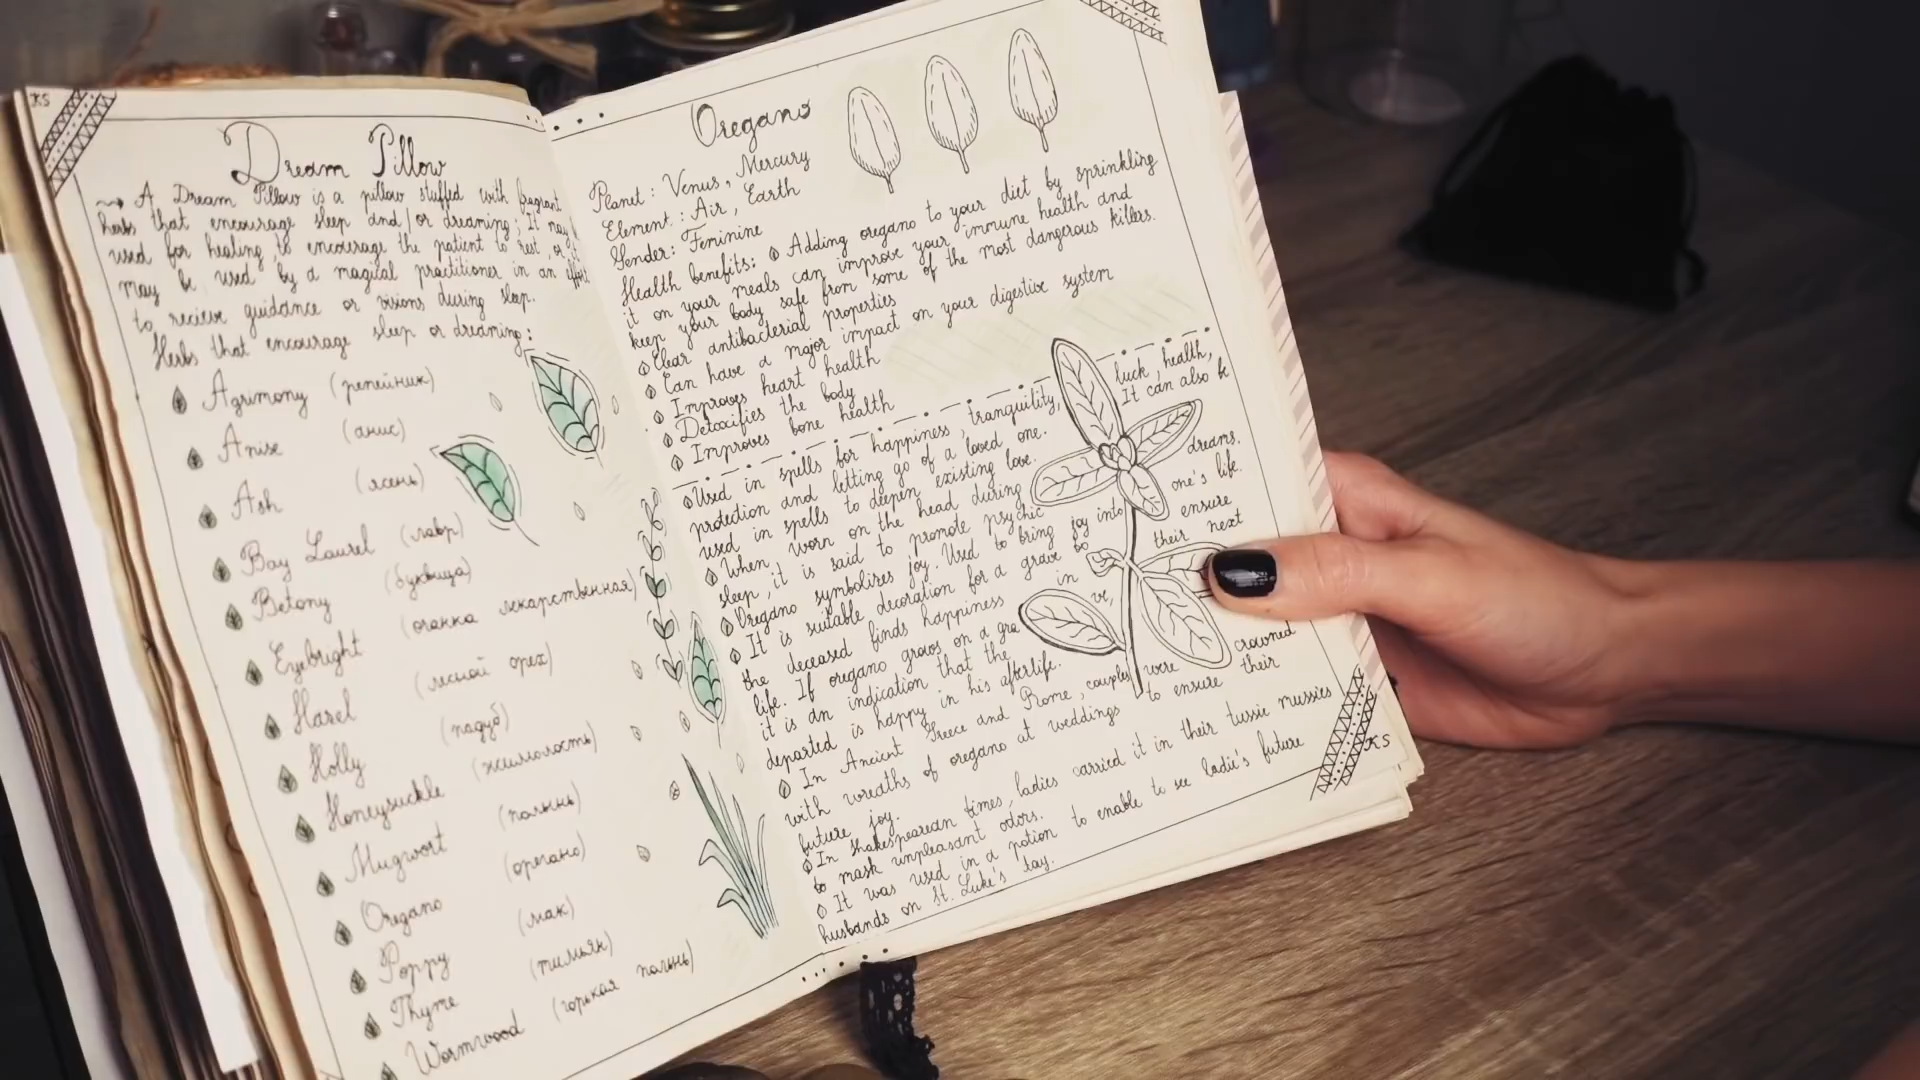 KS
Dream Pillow
A Dream Pillow is a pillow stuffed with fragrant
herbs that encourage sleep and/or dreaming; It may
used for healing, to encourage the patient to rest, or it
may be used by a magical practitioner in an effort
to recieve guidance or visions during sleep.
Herbs that encourage sleep or dreaming:
Agrimony (репейник)
Anise (анис)
Ash (ясень)
Bay Laurel (лавр)
Betony (буквица)
Eyebright (очанка лекарственная)
Hazel (лесной орех)
Holly (падуб)
Honeysuckle (жимолость)
Mugwort (полынь)
Oregano (орегано)
Poppy (мак)
Thyme (тимьян)
Wormwood (горькая полынь)
Oregano
Planet: Venus, Mercury
Element.: Air, Earth
Gender: Feminine
Health benefits: Adding oregano to your diet by sprinkling
it on your meals can improve your immune health and
keep your body safe from some of the most dangerous killers.
Clear antibacterial properties
Can have a major impact on your digestive system
Improves heart health
Detoxifies the body
Improves bone health
Used in spells for happiness, tranquility, luck, health,
protection and letting go of a loved one. It can also be
used in spells to deepen existing love.
When worn on the head during
sleep, it is said to promote psychic dreams.
Oregano symbolizes joy. Used to bring joy into one's life.
It is suitable decoration for a grave so ensure
the deceased finds happiness in their next
life. If oregano grows on a gra ve,
it is an indication that the
departed is happy in his afterlife.
In Ancient Greece and Rome, couples were crowned
with wreaths of oregano at weddings to ensure their
future joy.
In Shakespearean times, ladies carried it in their tussie mussies
to mask unpleasant odors.
It was used in a potion to enable to see ladie's future
husbands on St. Luke's Day.
KS